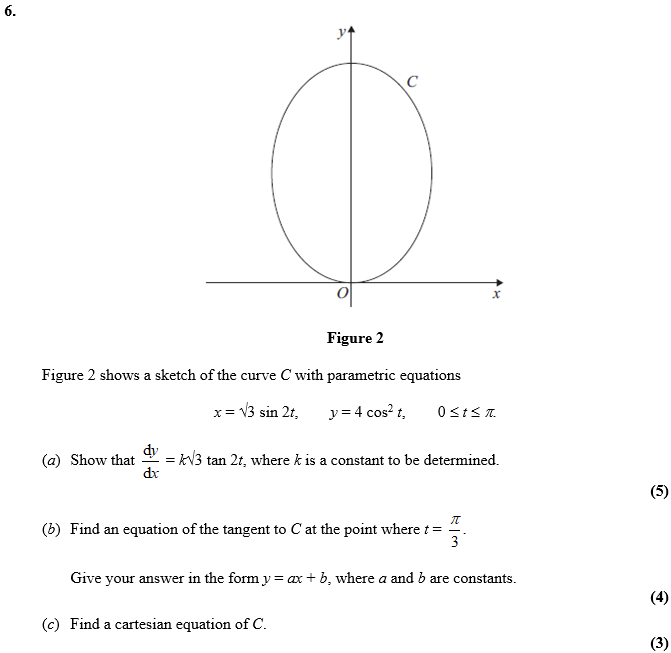 6.
y
C
O
x
Figure 2
Figure 2 shows a sketch of the curve C with parametric equations
x = √3 sin 2t, y = 4 cos² t, 0 ≤ t ≤ π.
(a) Show that dy/dx = k√3 tan 2t, where k is a constant to be determined.
(5)
(b) Find an equation of the tangent to C at the point where t = π/3.
Give your answer in the form y = ax + b, where a and b are constants.
(4)
(c) Find a cartesian equation of C.
(3)